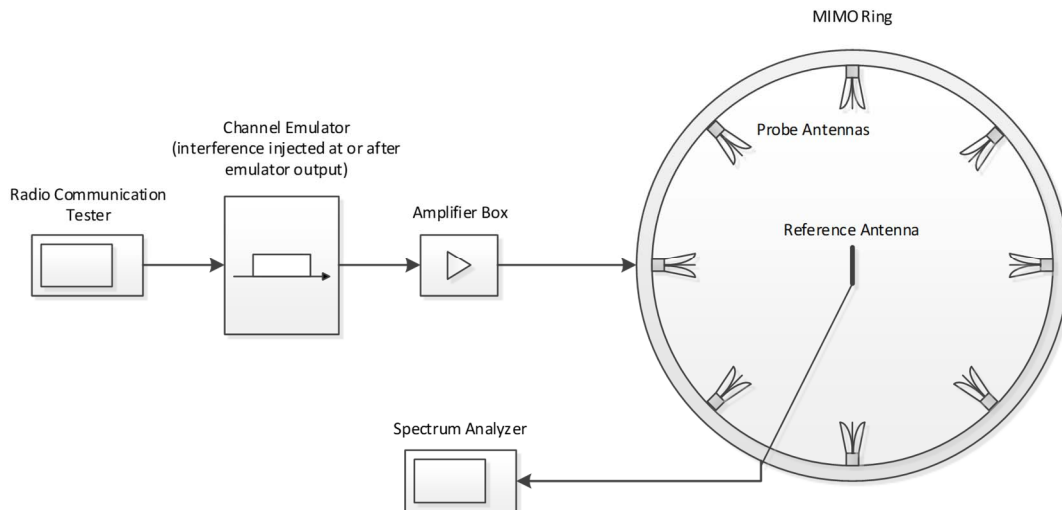 MIMO Ring
Channel Emulator
(interference injected at or after
emulator output)
Probe Antennas
Radio Communication
Tester
Amplifier Box
Reference Antenna
Spectrum Analyzer